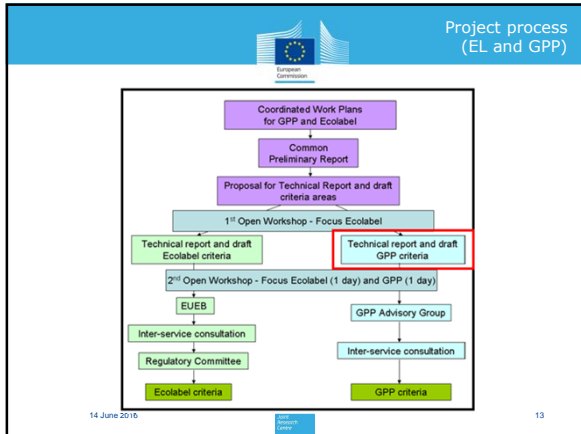 Project process
(EL and GPP)
European
Commission
Coordinated Work Plans
for GPP and Ecolabel
Common
Preliminary Report
Proposal for Technical Report and draft
criteria areas
1st Open Workshop - Focus Ecolabel
Technical report and draft
Ecolabel criteria
Technical report and draft
GPP criteria
2nd Open Workshop - Focus Ecolabel (1 day) and GPP (1 day)
EUEB
GPP Advisory Group
Inter-service consultation
Inter-service consultation
Regulatory Committee
Ecolabel criteria
GPP criteria
14 June 2016
Joint
Research
Centre
13